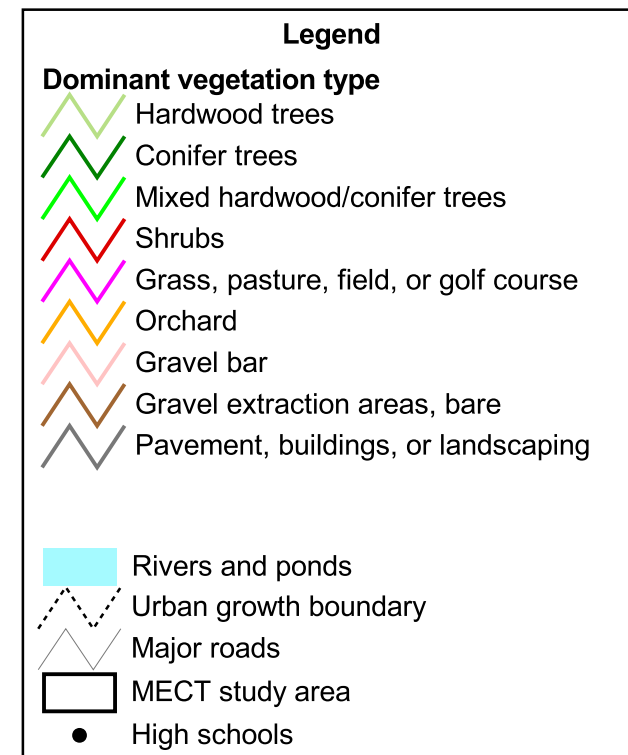 Legend
Dominant vegetation type
Hardwood trees
Conifer trees
Mixed hardwood/conifer trees
Shrubs
Grass, pasture, field, or golf course
Orchard
Gravel bar
Gravel extraction areas, bare
Pavement, buildings, or landscaping
Rivers and ponds
Urban growth boundary
Major roads
MECT study area
High schools